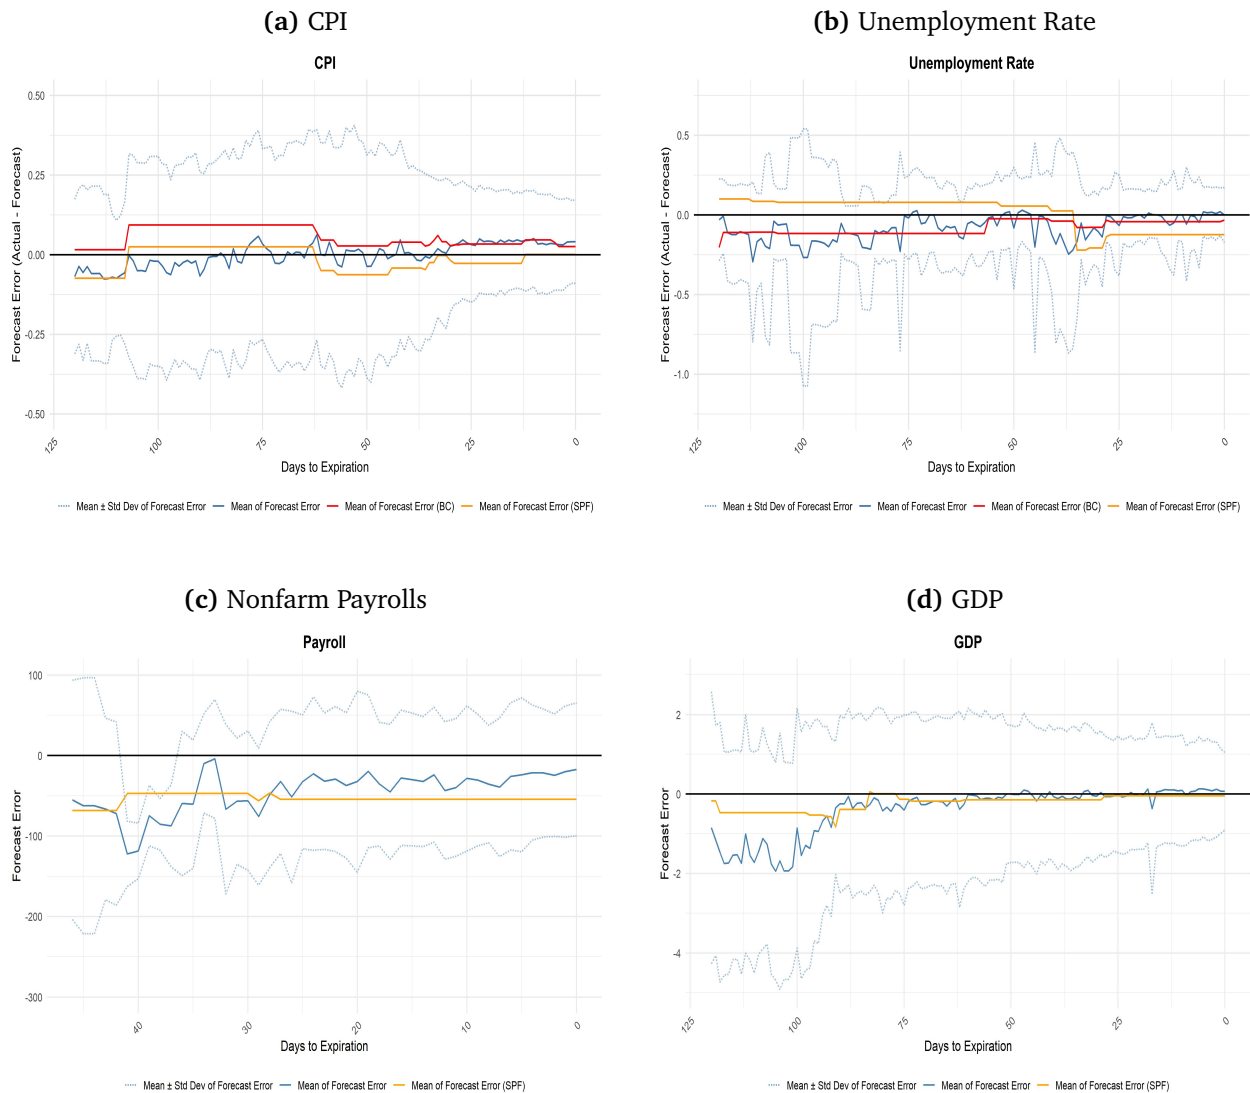 (a) CPI
CPI
Forecast Error (Actual - Forecast)
0.50
0.25
0.00
-0.25
-0.50
125
100
75
50
25
0
Days to Expiration
Mean ± Std Dev of Forecast Error
Mean of Forecast Error
Mean of Forecast Error (BC)
Mean of Forecast Error (SPF)
(b) Unemployment Rate
Unemployment Rate
Forecast Error (Actual - Forecast)
0.5
0.0
-0.5
-1.0
125
100
75
50
25
0
Days to Expiration
Mean ± Std Dev of Forecast Error
Mean of Forecast Error
Mean of Forecast Error (BC)
Mean of Forecast Error (SPF)
(c) Nonfarm Payrolls
Payroll
Forecast Error
100
0
-100
-200
-300
40
30
20
10
0
Days to Expiration
Mean ± Std Dev of Forecast Error
Mean of Forecast Error
Mean of Forecast Error (SPF)
(d) GDP
GDP
Forecast Error
2
0
-2
-4
125
100
75
50
25
0
Days to Expiration
Mean ± Std Dev of Forecast Error
Mean of Forecast Error
Mean of Forecast Error (SPF)